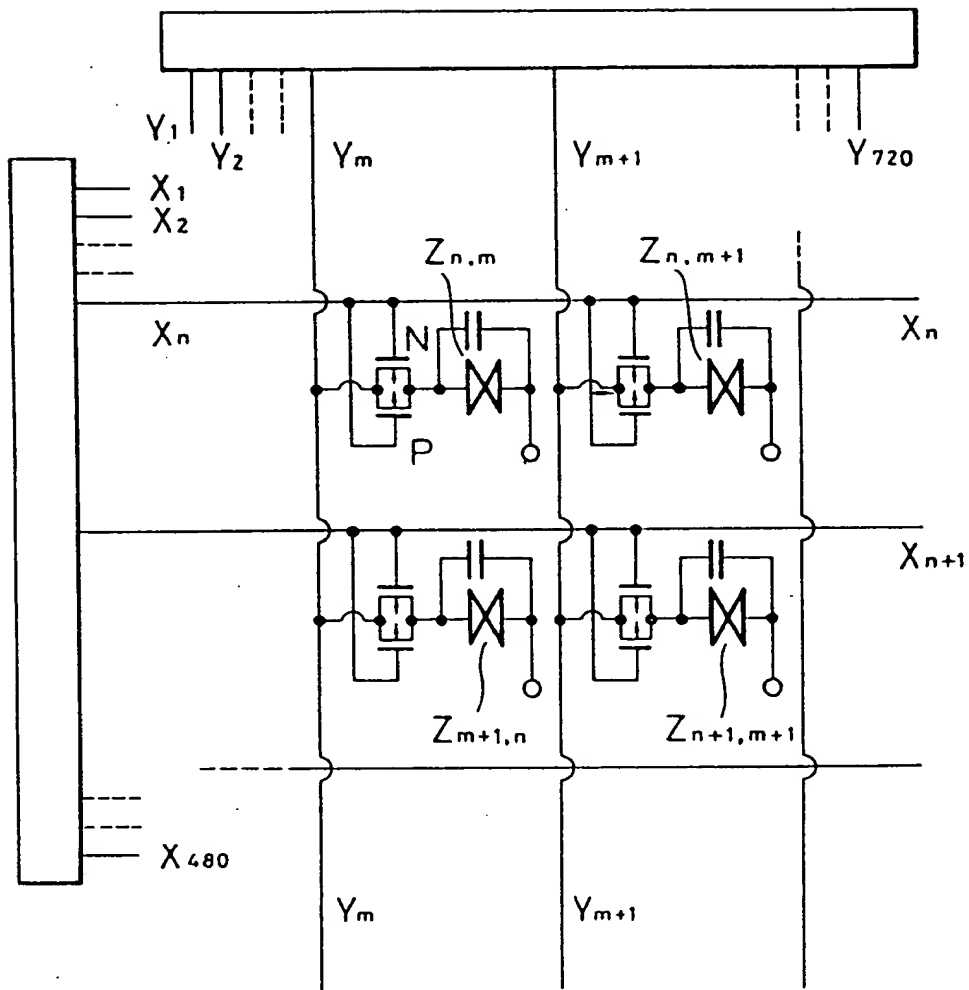 Y1
Y2
Ym
Ym+1
Y720
X1
X2
Zn,m
Zn,m+1
Xn
N
Xn
P
Xn+1
Zm+1,n
Zn+1,m+1
X480
Ym
Ym+1